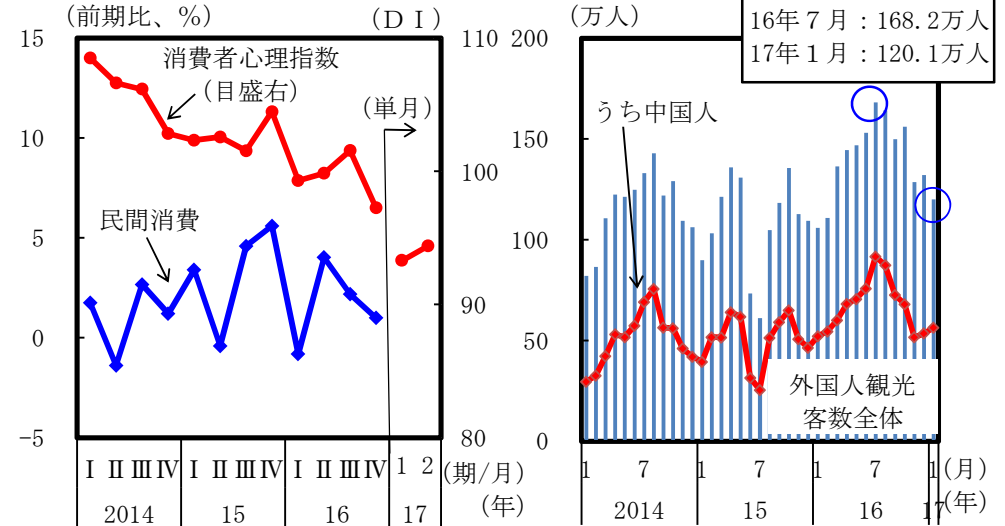 (前期比、%)
(ＤＩ)
15
10
5
0
−5
110
100
90
80
消費者心理指数
(目盛右)
(単月)
民間消費
Ⅰ Ⅱ Ⅲ Ⅳ Ⅰ Ⅱ Ⅲ Ⅳ Ⅰ Ⅱ Ⅲ Ⅳ 1 2 (期/月)
2014 15 16 17 (年)
(万人)
200
150
100
50
0
16年７月：168.2万人
17年１月：120.1万人
うち中国人
外国人観光
客数全体
1 7 1 7 1 7 1 (月)
2014 15 16 17 (年)